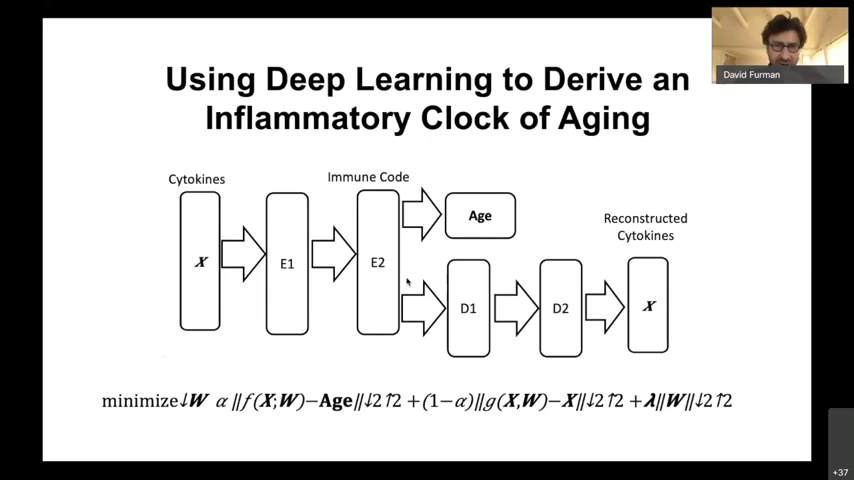 David Furman
Using Deep Learning to Derive an
Inflammatory Clock of Aging
Cytokines
Immune Code
X
E1
E2
Age
Reconstructed
Cytokines
D1
D2
X
minimize↓W α‖f(X;W)−Age‖↓2↑2 +(1−α)‖g(X,W)−X‖↓2↑2 +λ‖W‖↓2↑2
+37